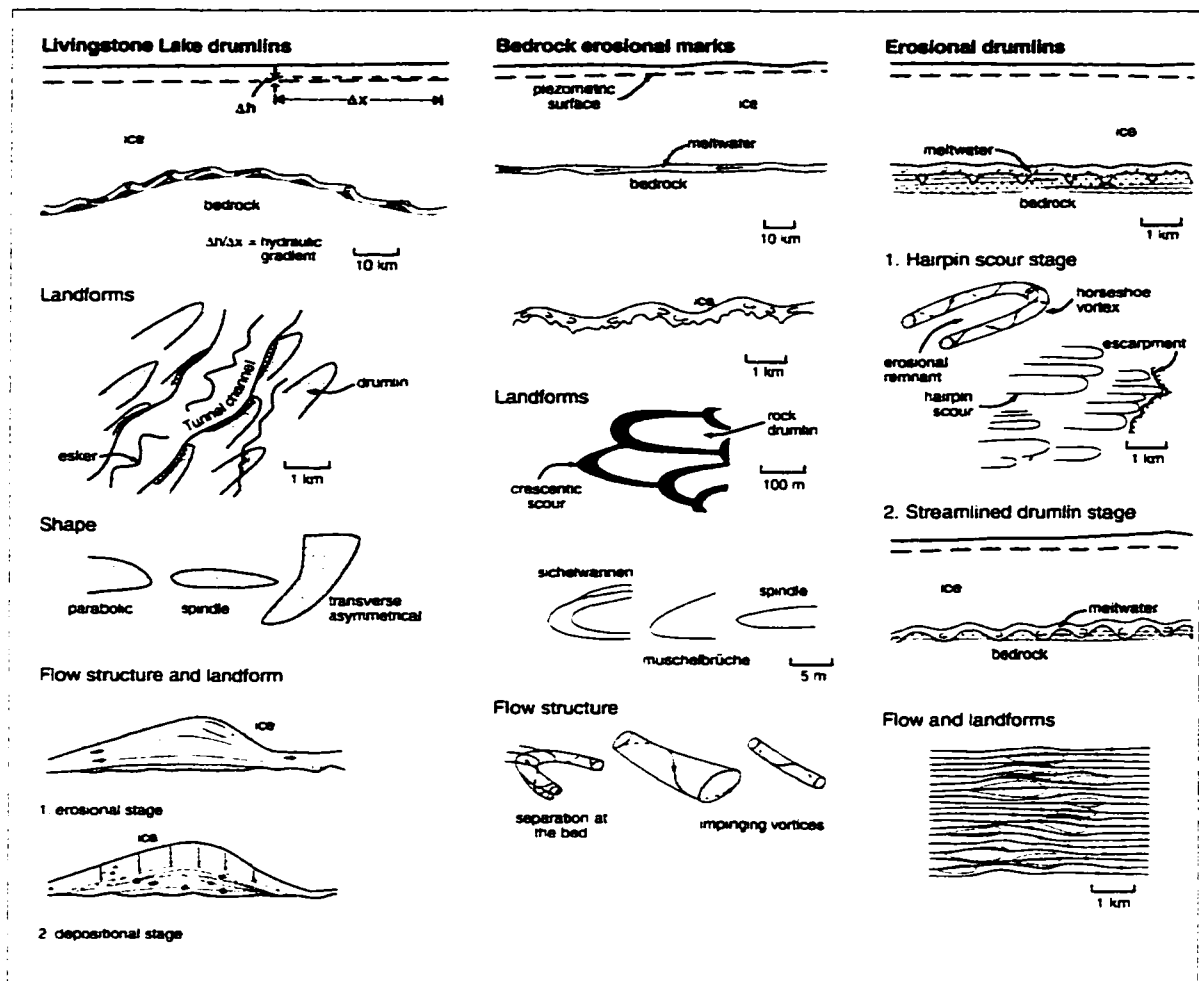 Livingstone Lake drumlins
Δh
Δx
ice
bedrock
Δh/Δx = hydraulic
gradient
10 km
Landforms
drumlin
Tunnel channel
esker
1 km
Shape
parabolic
spindle
transverse
asymmetrical
Flow structure and landform
ice
1. erosional stage
ice
2 depositional stage
Bedrock erosional marks
piezometric
surface
ice
meltwater
bedrock
10 km
ice
1 km
Landforms
rock
drumlin
crescentic
scour
100 m
sichelwannen
spindle
muschelbrüche
5 m
Flow structure
separation at
the bed
impinging vortices
Erosional drumlins
ice
meltwater
bedrock
1 km
1. Hairpin scour stage
horseshoe
vortex
escarpment
erosional
remnant
hairpin
scour
1 km
2. Streamlined drumlin stage
ice
meltwater
bedrock
Flow and landforms
1 km